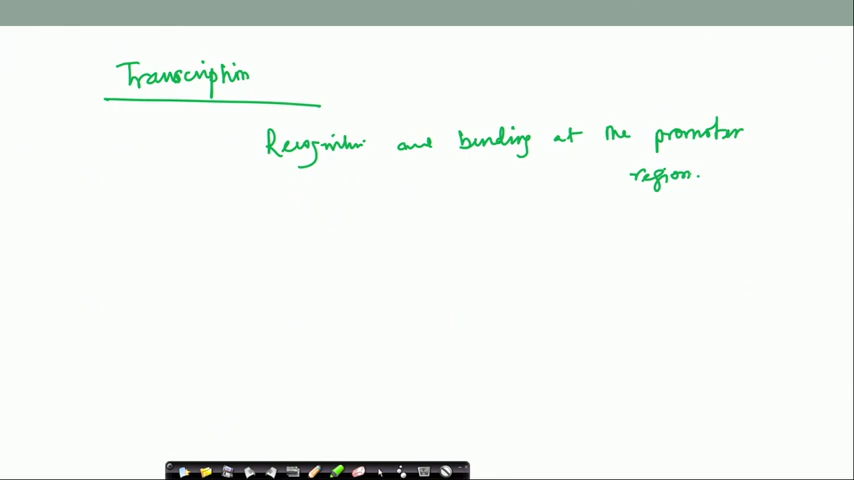 Transcription
Recognition and binding at the promoter
region.